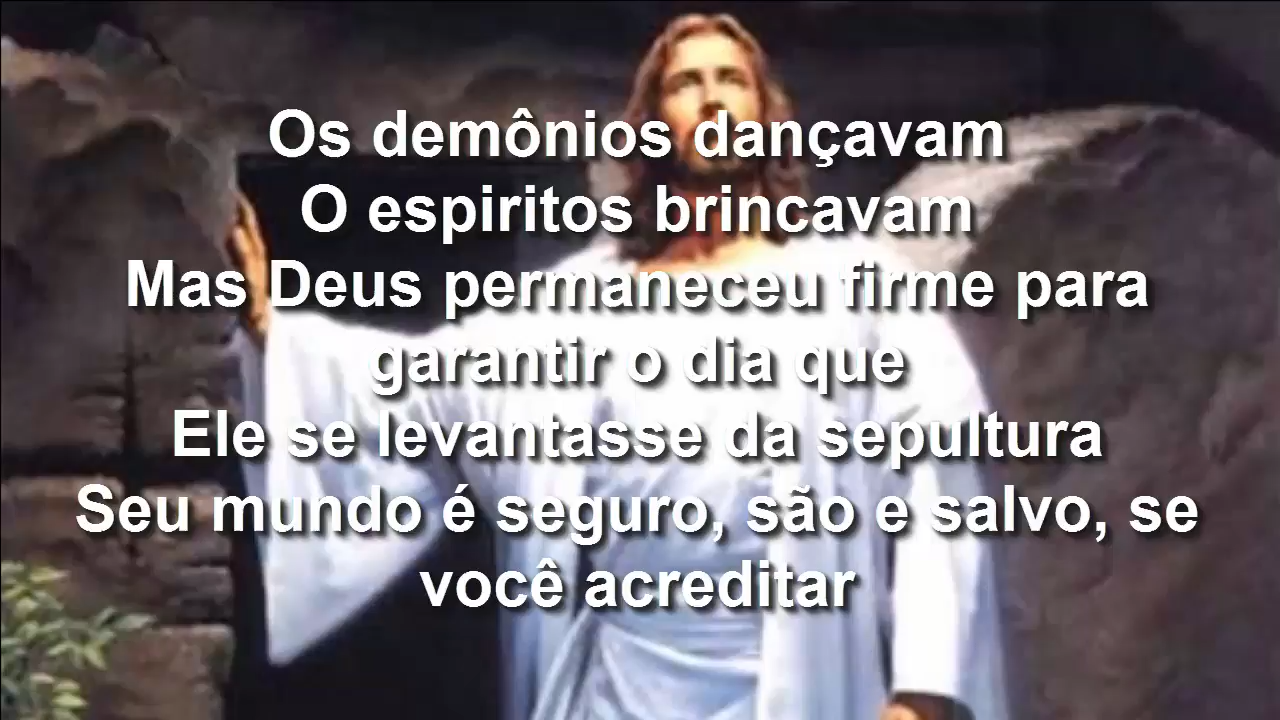 Os demônios dançavam
O espiritos brincavam
Mas Deus permaneceu firme para
garantir o dia que
Ele se levantasse da sepultura
Seu mundo é seguro, são e salvo, se
você acreditar